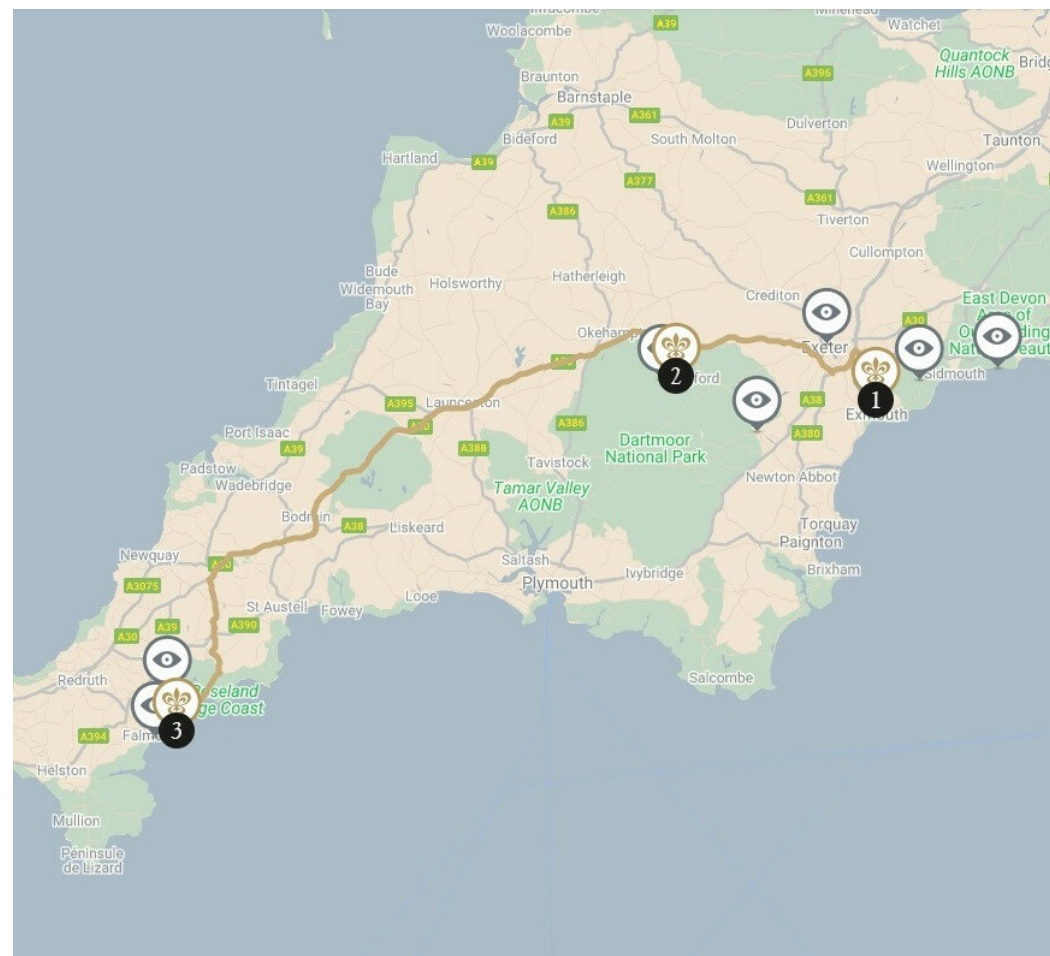 Ilfracombe
Minehead
Woolacombe
A39
Watchet
Quantock
Hills AONB
Braunton
A396
Barnstaple
A39
A361
Dulverton
Bideford
South Molton
Taunton
Hartland
A39
Wellington
A377
A361
A386
Tiverton
Cullompton
Bude
Widemouth
Bay
Holsworthy
Hatherleigh
Crediton
East Devon
A30
Exeter
Sidmouth
2
1
Exmouth
A38
Tintagel
A395
Launceston
A386
A380
Port Isaac
A39
A388
Dartmoor
National Park
Padstow
Wadebridge
Tavistock
Newton Abbot
Tamar Valley
AONB
Bodmin
A38
Liskeard
Torquay
Paignton
Newquay
Saltash
Plymouth
Ivybridge
Brixham
A3075
St Austell
Fowey
Looe
A30
A39
A390
Redruth
Salcombe
3
A394
Helston
Mullion
Péninsule
de Lizard